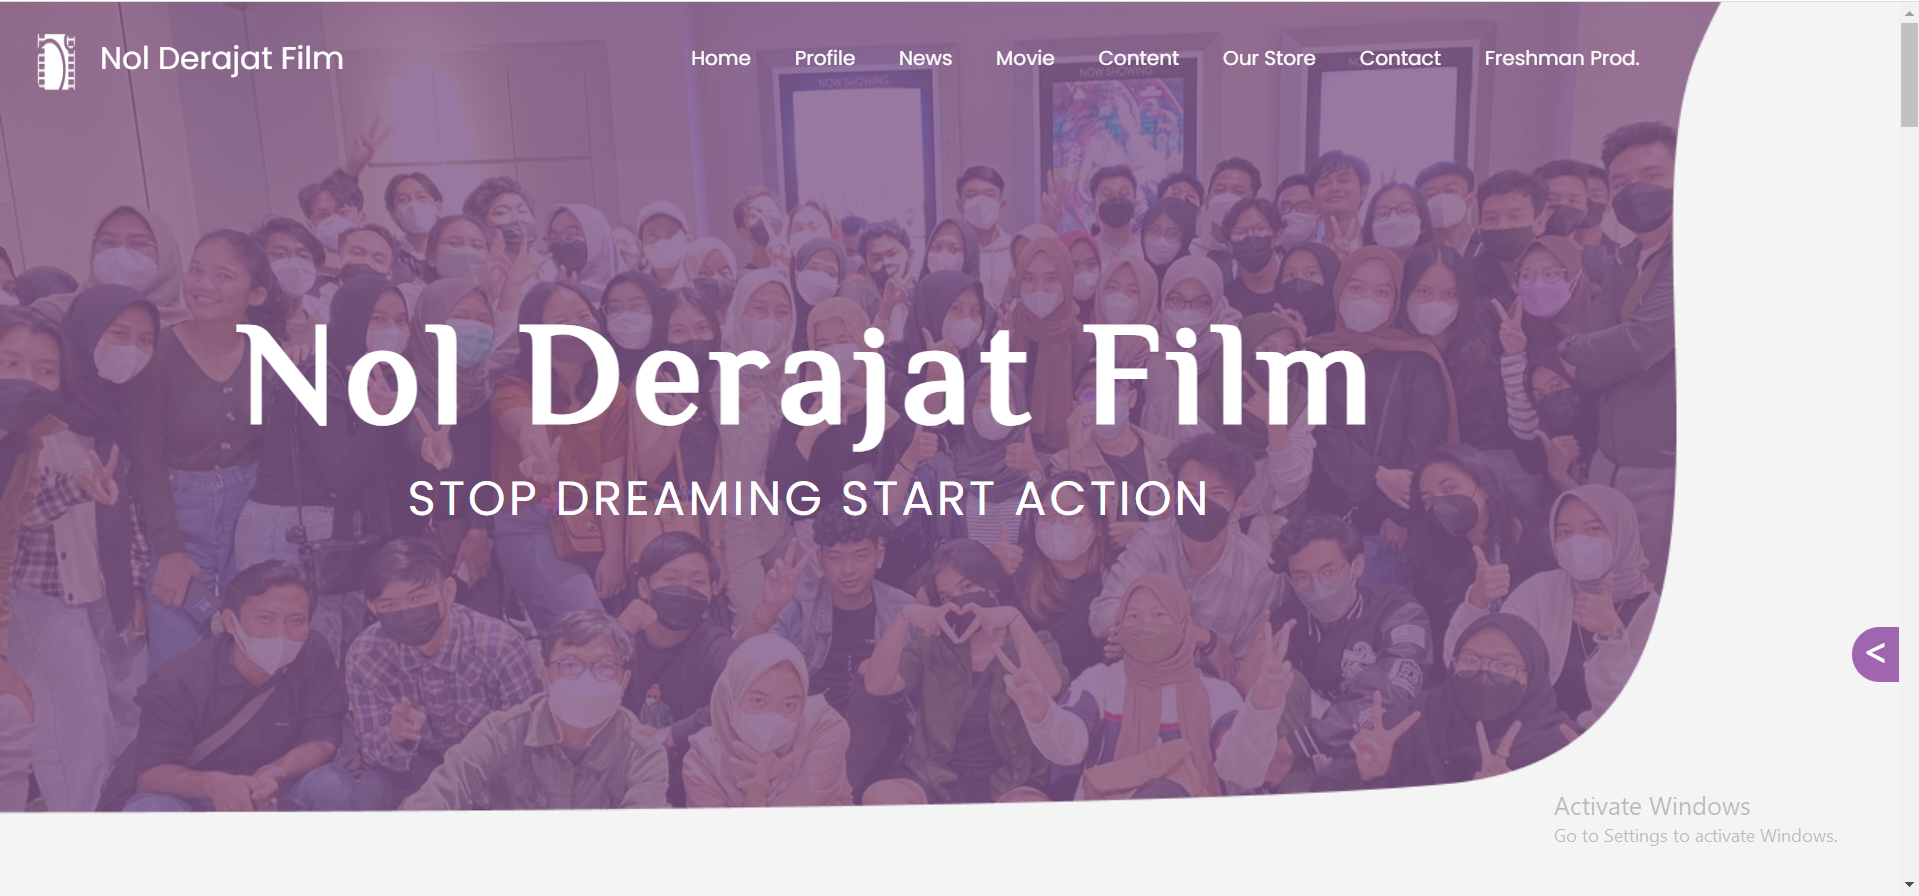 Nol Derajat Film
Home Profile News Movie Content Our Store Contact Freshman Prod.
NOW SHOWING
NOW SHOWING
Nol Derajat Film
STOP DREAMING START ACTION
<
Activate Windows
Go to Settings to activate Windows.